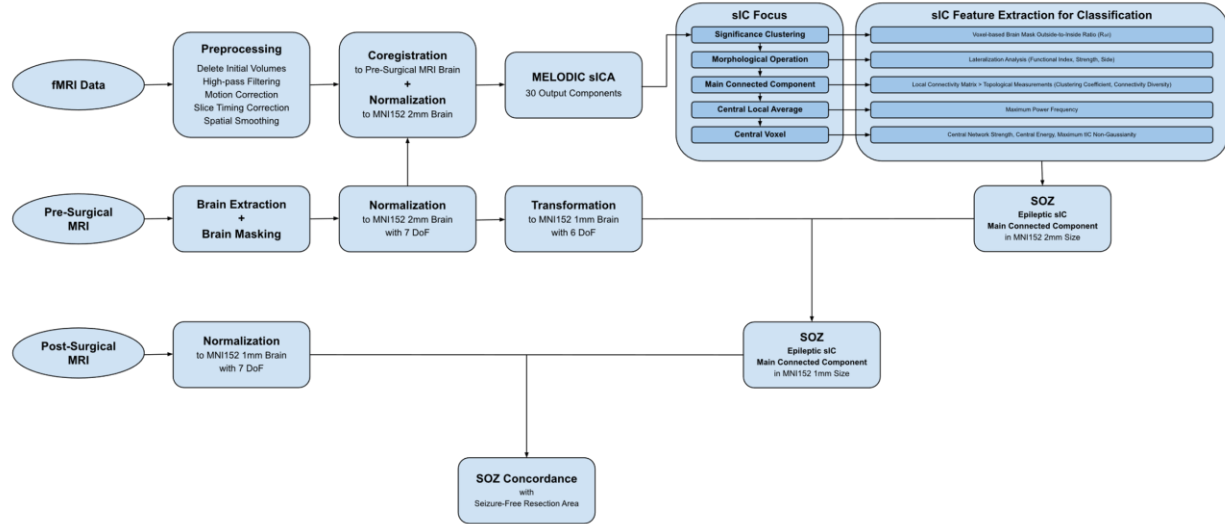 fMRI Data
Preprocessing
Delete Initial Volumes
High-pass Filtering
Motion Correction
Slice Timing Correction
Spatial Smoothing
Coregistration
to Pre-Surgical MRI Brain
+
Normalization
to MNI152 2mm Brain
MELODIC sICA
30 Output Components
sIC Focus
Significance Clustering
Morphological Operation
Main Connected Component
Central Local Average
Central Voxel
sIC Feature Extraction for Classification
Voxel-based Brain Mask Outside-to-Inside Ratio
Lateralization Analysis (Functional Index, Strength, Side)
Local Connectivity Matrix + Topological Measurements (Clustering Coefficient, Connectivity Diversity)
Maximum Power Frequency
Central Network Strength, Central Energy, Maximum IIC Non-Gaussianity
Pre-Surgical
MRI
Brain Extraction
+
Brain Masking
Normalization
to MNI152 2mm Brain
with 7 DoF
Transformation
to MNI152 1mm Brain
with 6 DoF
SOZ
Epileptic sIC
Main Connected Component
in MNI152 2mm Size
Post-Surgical
MRI
Normalization
to MNI152 1mm Brain
with 7 DoF
SOZ
Epileptic sIC
Main Connected Component
in MNI152 1mm Size
SOZ Concordance
with
Seizure-Free Resection Area